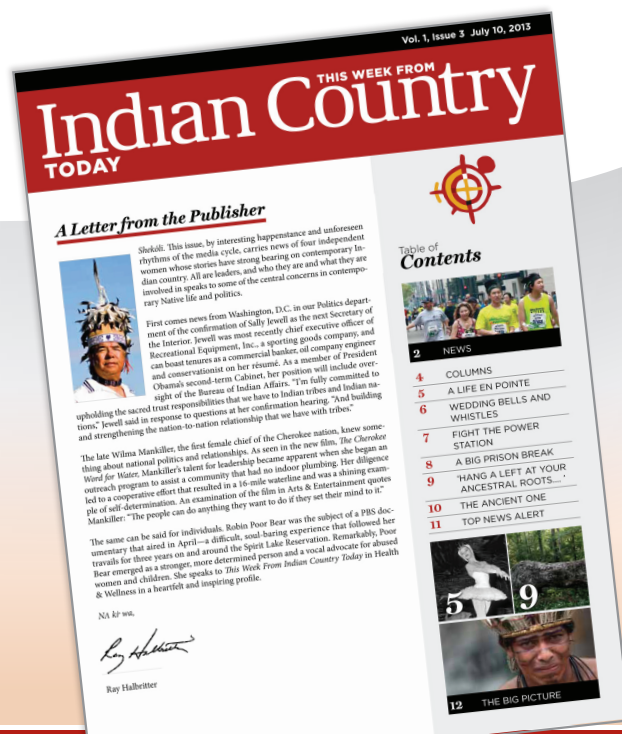 Vol. 1, Issue 3 July 10, 2013
THIS WEEK FROM
Indian Country
TODAY
A Letter from the Publisher
Shekóli. This issue, by interesting happenstance and unforeseen
rhythms of the media cycle, carries news of four independent
women whose stories have strong bearing on contemporary In-
dian country. All are leaders, and who they are and what they are
involved in speaks to some of the central concerns in contempo-
rary Native life and politics.
First comes news from Washington, D.C. in our Politics depart-
ment of the confirmation of Sally Jewell as the next Secretary of
the Interior. Jewell was most recently chief executive officer of
Recreational Equipment, Inc., a sporting goods company, and
can boast tenures as a commercial banker, oil company engineer
and conservationist on her résumé. As a member of President
Obama's second-term Cabinet, her position will include over-
sight of the Bureau of Indian Affairs. "I'm fully committed to
upholding the sacred trust responsibilities that we have to Indian tribes and Indian na-
tions," Jewell said in response to questions at her confirmation hearing. "And building
and strengthening the nation-to-nation relationship that we have with tribes."
The late Wilma Mankiller, the first female chief of the Cherokee nation, knew some-
thing about national politics and relationships. As seen in the new film, The Cherokee
Word for Water, Mankiller's talent for leadership became apparent when she began an
outreach program to assist a community that had no indoor plumbing. Her diligence
led to a cooperative effort that resulted in a 16-mile waterline and was a shining exam-
ple of self-determination. An examination of the film in Arts & Entertainment quotes
Mankiller: "The people can do anything they want to do if they set their mind to it."
The same can be said for individuals. Robin Poor Bear was the subject of a PBS doc-
umentary that aired in April—a difficult, soul-baring experience that followed her
travails for three years on and around the Spirit Lake Reservation. Remarkably, Poor
Bear emerged as a stronger, more determined person and a vocal advocate for abused
women and children. She speaks to This Week From Indian Country Today in Health
& Wellness in a heartfelt and inspiring profile.
NΛ ki² wa,
Ray Halbritter
Ray Halbritter
Table of
Contents
2 NEWS
4 COLUMNS
5 A LIFE EN POINTE
6 WEDDING BELLS AND
WHISTLES
7 FIGHT THE POWER
STATION
8 A BIG PRISON BREAK
9 'HANG A LEFT AT YOUR
ANCESTRAL ROOTS.... '
10 THE ANCIENT ONE
11 TOP NEWS ALERT
5
9
12 THE BIG PICTURE